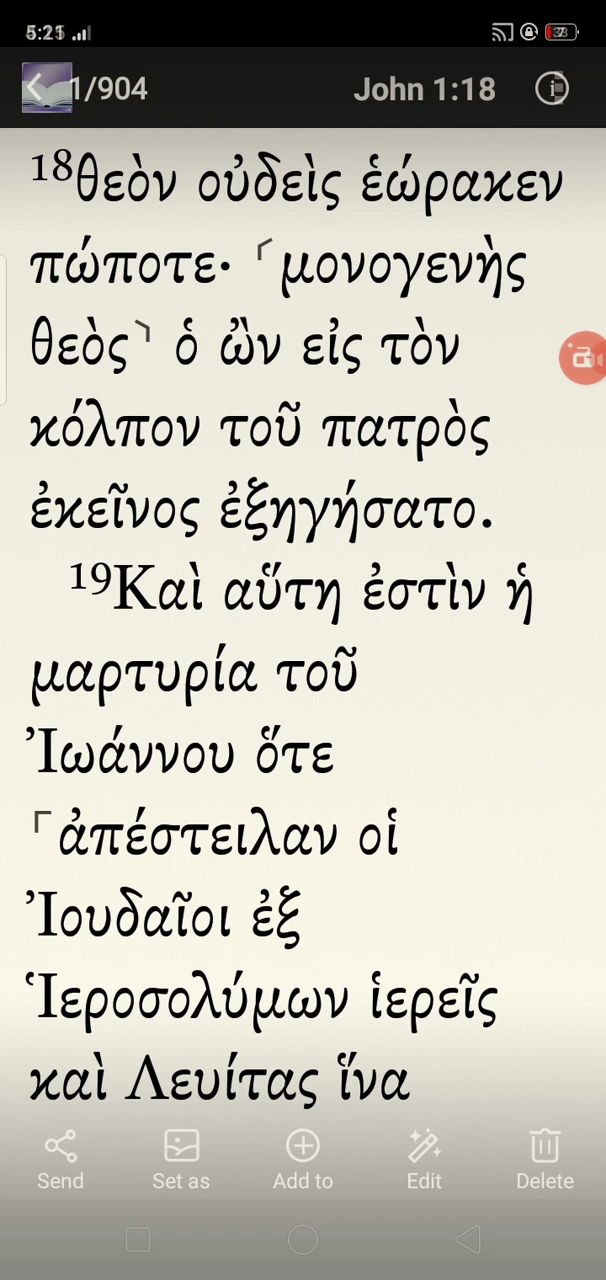 1/904 John 1:18
¹⁸θεὸν οὐδεὶς ἑώρακεν
πώποτε· ⸂μονογενὴς
θεὸς⸃ ὁ ὢν εἰς τὸν
κόλπον τοῦ πατρὸς
ἐκεῖνος ἐξηγήσατο.
¹⁹Καὶ αὕτη ἐστὶν ἡ
μαρτυρία τοῦ
Ἰωάννου ὅτε
⸀ἀπέστειλαν οἱ
Ἰουδαῖοι ἐξ
Ἱεροσολύμων ἱερεῖς
καὶ Λευίτας ἵνα
Send Set as Add to Edit Delete